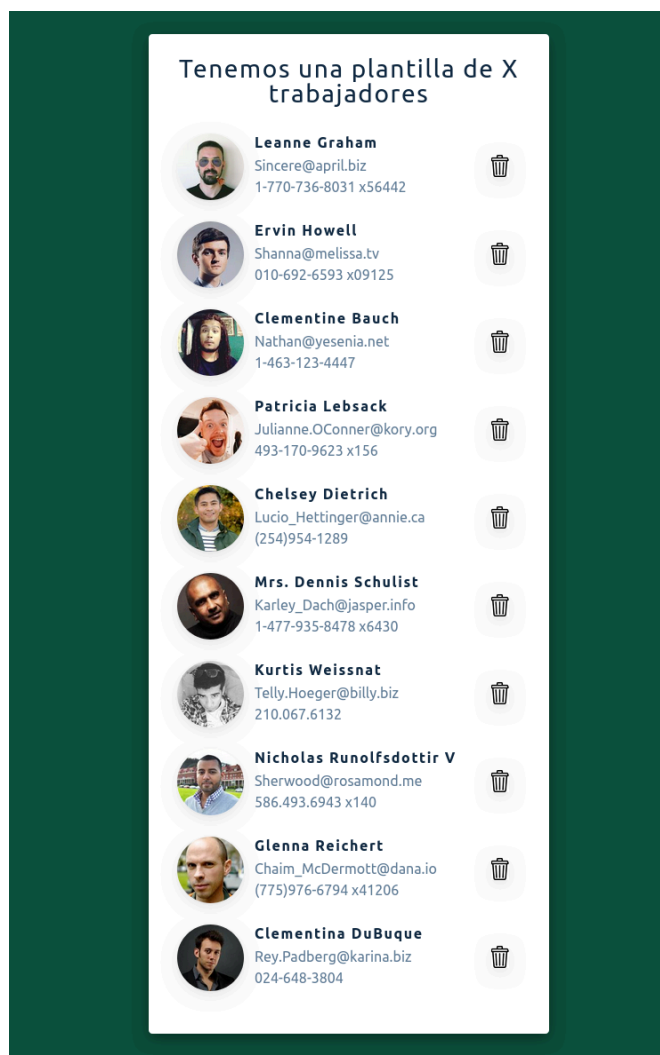 Tenemos una plantilla de X
trabajadores
Leanne Graham
Sincere@april.biz
1-770-736-8031 x56442
Ervin Howell
Shanna@melissa.tv
010-692-6593 x09125
Clementine Bauch
Nathan@yesenia.net
1-463-123-4447
Patricia Lebsack
Julianne.OConner@kory.org
493-170-9623 x156
Chelsey Dietrich
Lucio_Hettinger@annie.ca
(254)954-1289
Mrs. Dennis Schulist
Karley_Dach@jasper.info
1-477-935-8478 x6430
Kurtis Weissnat
Telly.Hoeger@billy.biz
210.067.6132
Nicholas Runolfsdottir V
Sherwood@rosamond.me
586.493.6943 x140
Glenna Reichert
Chaim_McDermott@dana.io
(775)976-6794 x41206
Clementina DuBuque
Rey.Padberg@karina.biz
024-648-3804